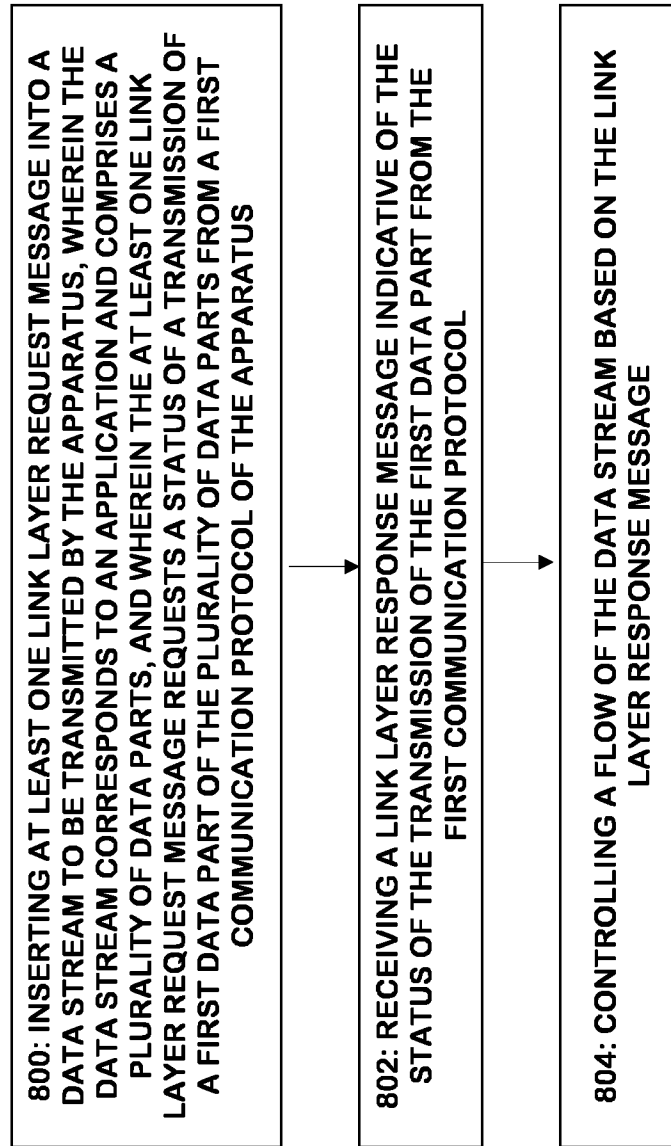 800: INSERTING AT LEAST ONE LINK LAYER REQUEST MESSAGE INTO A
DATA STREAM TO BE TRANSMITTED BY THE APPARATUS, WHEREIN THE
DATA STREAM CORRESPONDS TO AN APPLICATION AND COMPRISES A
PLURALITY OF DATA PARTS, AND WHEREIN THE AT LEAST ONE LINK
LAYER REQUEST MESSAGE REQUESTS A STATUS OF A TRANSMISSION OF
A FIRST DATA PART OF THE PLURALITY OF DATA PARTS FROM A FIRST
COMMUNICATION PROTOCOL OF THE APPARATUS
802: RECEIVING A LINK LAYER RESPONSE MESSAGE INDICATIVE OF THE
STATUS OF THE TRANSMISSION OF THE FIRST DATA PART FROM THE
FIRST COMMUNICATION PROTOCOL
804: CONTROLLING A FLOW OF THE DATA STREAM BASED ON THE LINK
LAYER RESPONSE MESSAGE